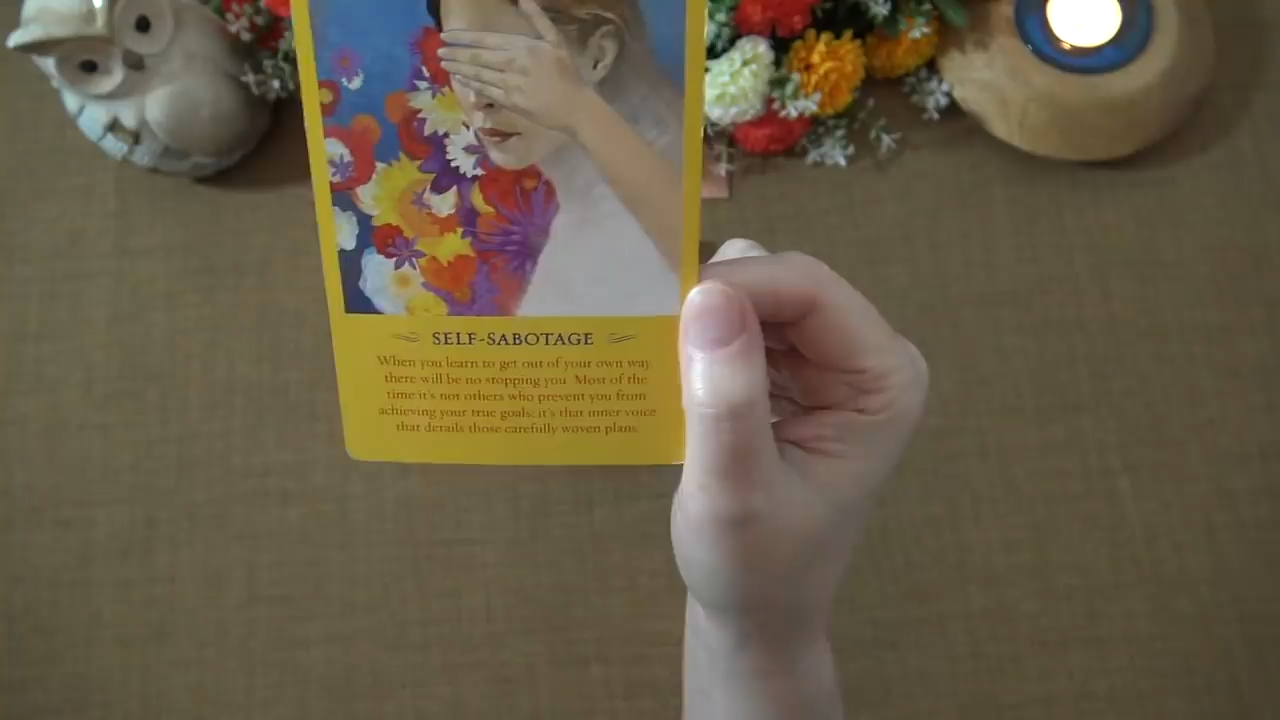 SELF-SABOTAGE
When you learn to get out of your own way
there will be no stopping you. Most of the
time it's not others who prevent you from
achieving your true goals; it's that inner voice
that derails those carefully woven plans.